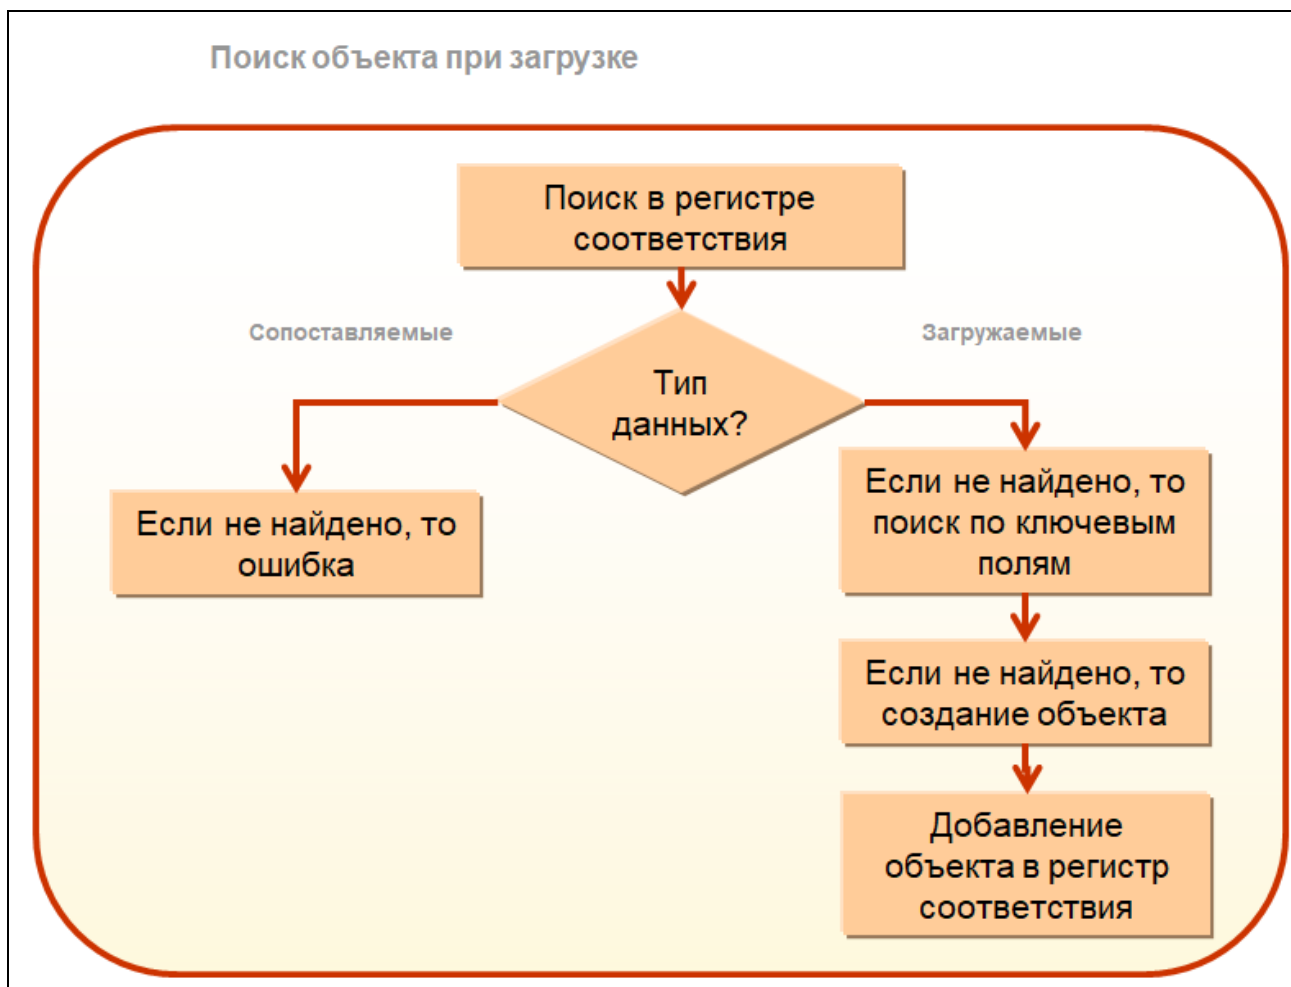 Поиск объекта при загрузке
Поиск в регистре
соответствия
Сопоставляемые
Загружаемые
Тип
данных?
Если не найдено, то
ошибка
Если не найдено, то
поиск по ключевым
полям
Если не найдено, то
создание объекта
Добавление
объекта в регистр
соответствия